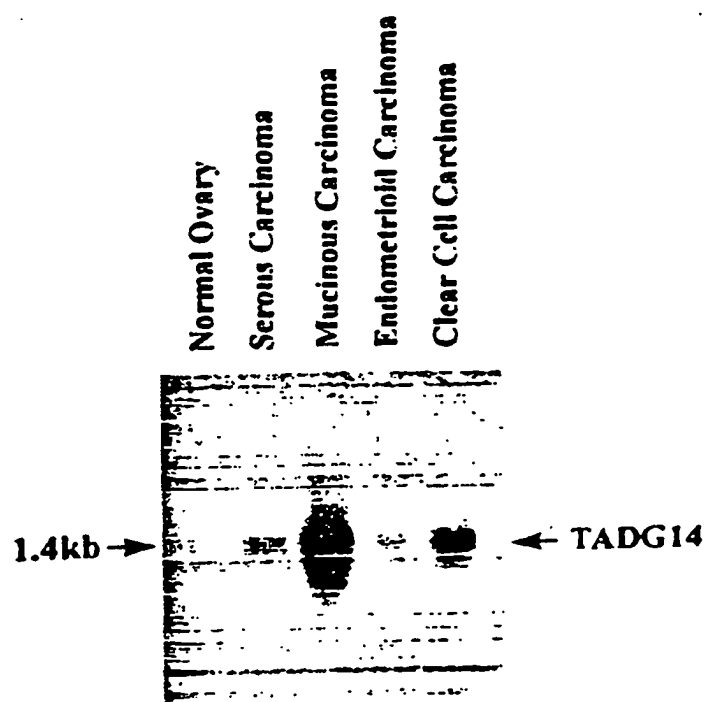 Normal Ovary
Serous Carcinoma
Mucinous Carcinoma
Endometrioid Carcinoma
Clear Cell Carcinoma
1.4kb
TADG14